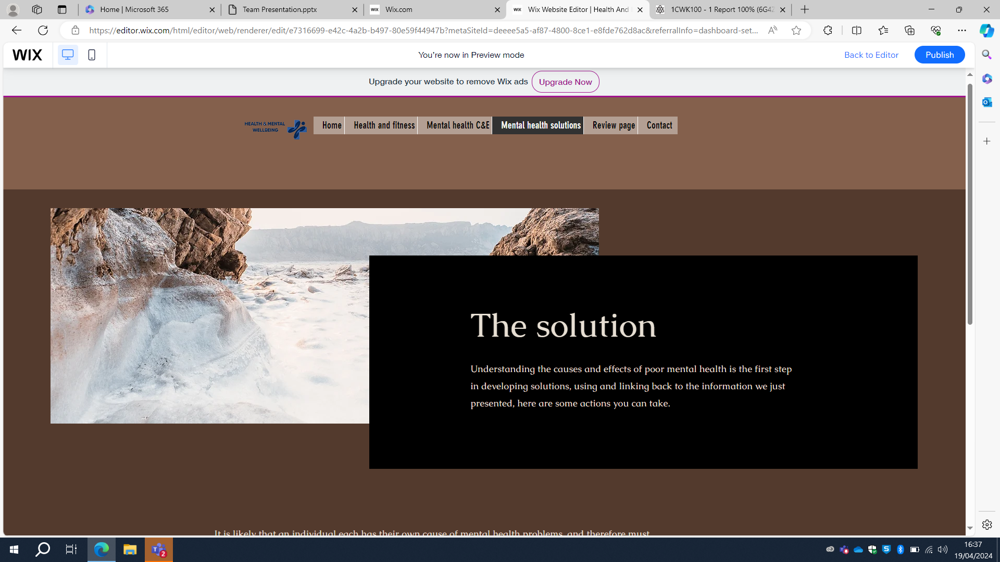 Home | Microsoft 365
Team Presentation.pptx
WIX
Wix.com
WIX
Wix Website Editor | Health And
1CWK100 - 1 Report 100% (6G4Z
https://editor.wix.com/html/editor/web/renderer/edit/e7316699-e42c-4a2b-b497-80e59f44947b?metaSiteId=deeee5a5-af87-4800-8ce1-e8fde762d8ac&referralInfo=dashboard-set...
WIX
You're now in Preview mode
Back to Editor
Publish
Upgrade your website to remove Wix ads
Upgrade Now
HEALTH & MENTAL
WELLBEING
Home
Health and fitness
Mental health C&E
Mental health solutions
Review page
Contact
The solution
Understanding the causes and effects of poor mental health is the first step
in developing solutions, using and linking back to the information we just
presented, here are some actions you can take.
It is likely that an individual each has their own cause of mental health problems, and therefore must
2
16:37
19/04/2024